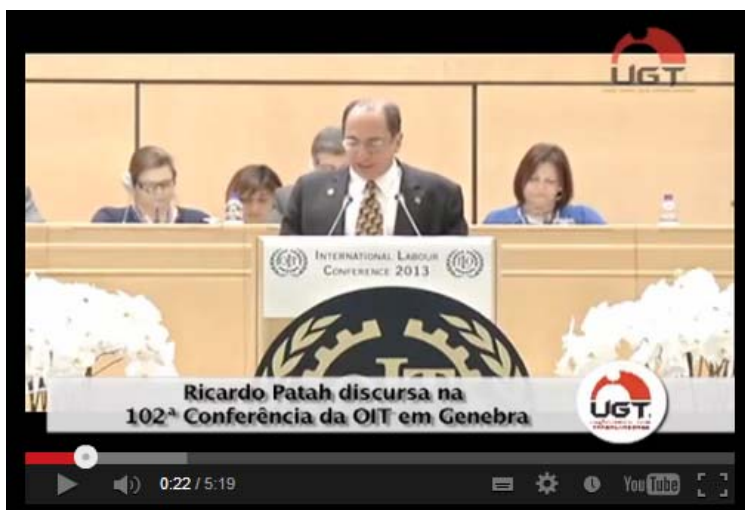 UGT
INTERNATIONAL LABOUR
CONFERENCE 2013
Ricardo Patah discursa na
102ª Conferência da OIT em Genebra
UGT
0:22 / 5:19
YouTube